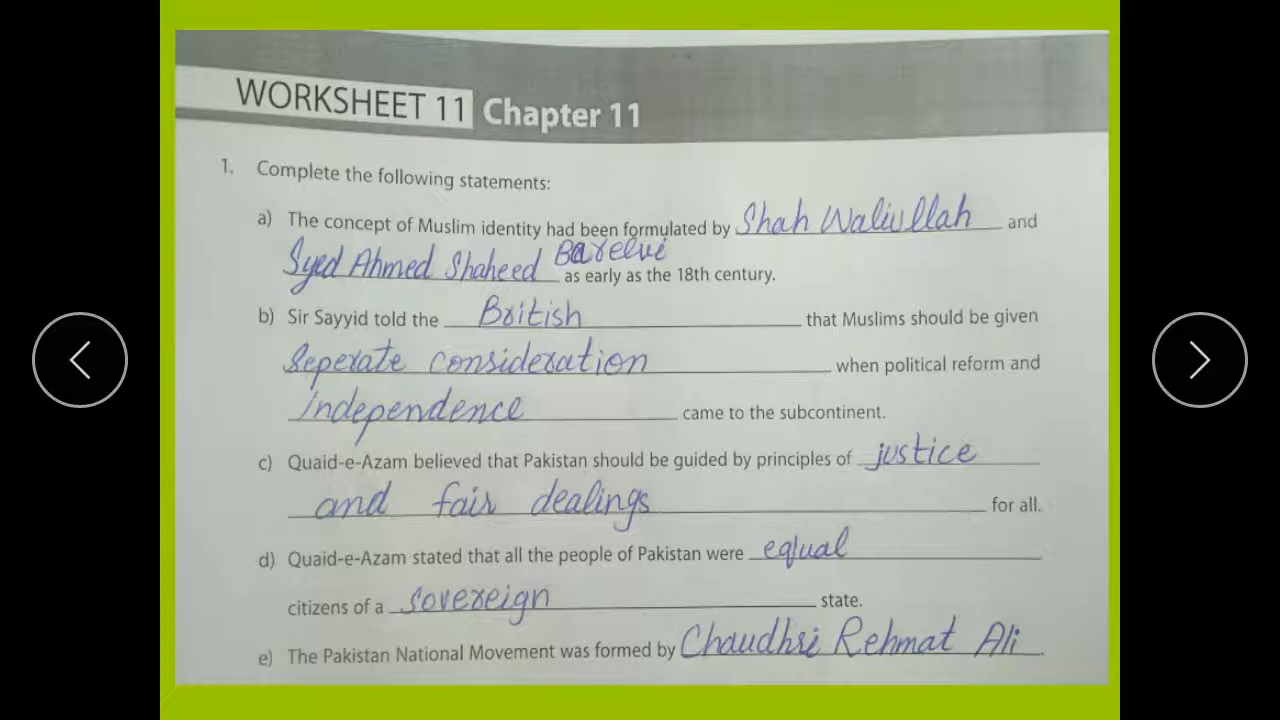 WORKSHEET 11 Chapter 11
1. Complete the following statements:
a) The concept of Muslim identity had been formulated by Shah Waliullah and
Syed Ahmed Shaheed Barelvi as early as the 18th century.
b) Sir Sayyid told the British that Muslims should be given
Seperate consideration when political reform and
independence came to the subcontinent.
c) Quaid-e-Azam believed that Pakistan should be guided by principles of justice
and fair dealings for all.
d) Quaid-e-Azam stated that all the people of Pakistan were equal
citizens of a sovereign state.
e) The Pakistan National Movement was formed by Chaudhri Rehmat Ali.